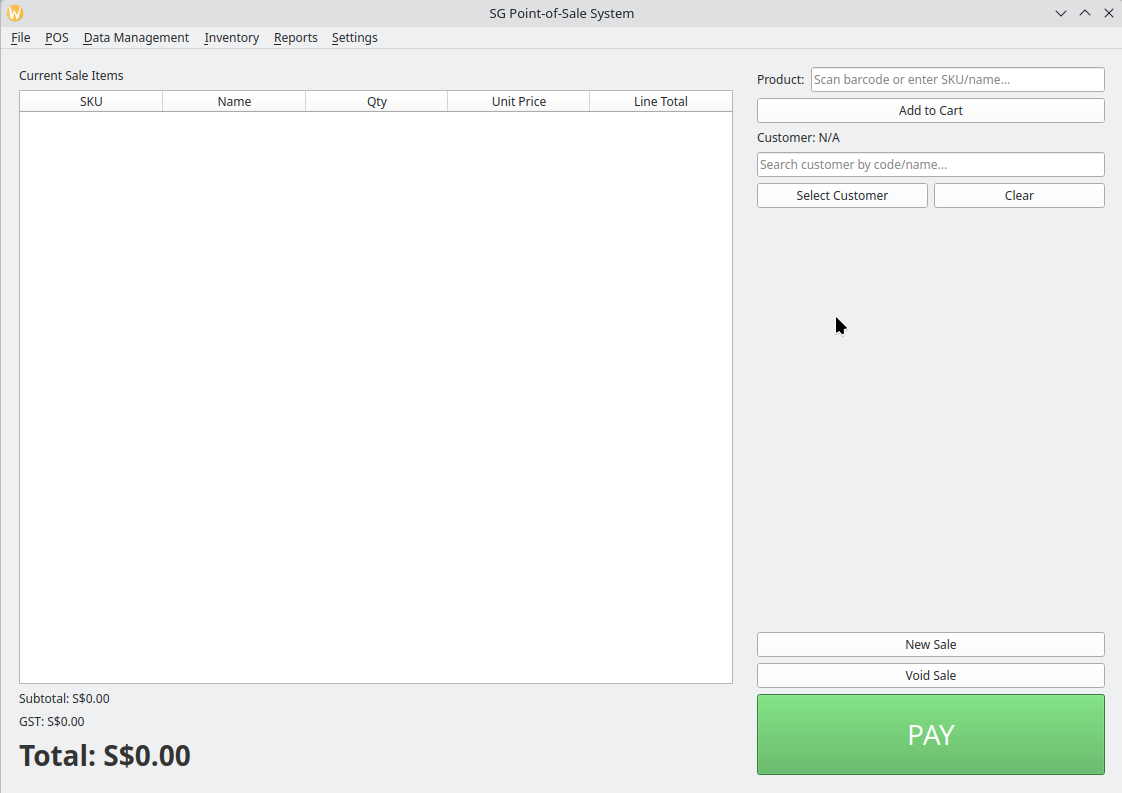 SG Point-of-Sale System
File POS Data Management Inventory Reports Settings
Current Sale Items
SKU Name Qty Unit Price Line Total
Product: Scan barcode or enter SKU/name...
Add to Cart
Customer: N/A
Search customer by code/name...
Select Customer Clear
New Sale
Void Sale
PAY
Subtotal: S$0.00
GST: S$0.00
Total: S$0.00